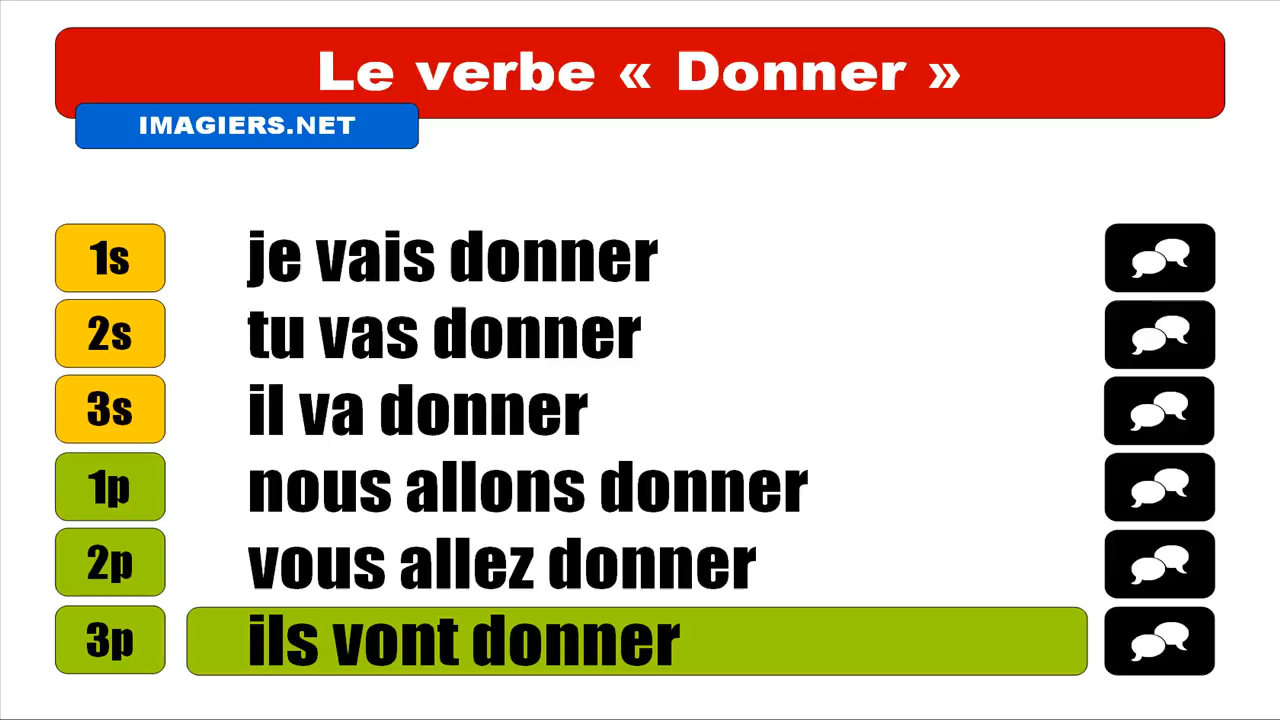 Le verbe « Donner »
IMAGIERS.NET
1s je vais donner
2s tu vas donner
3s il va donner
1p nous allons donner
2p vous allez donner
3p ils vont donner